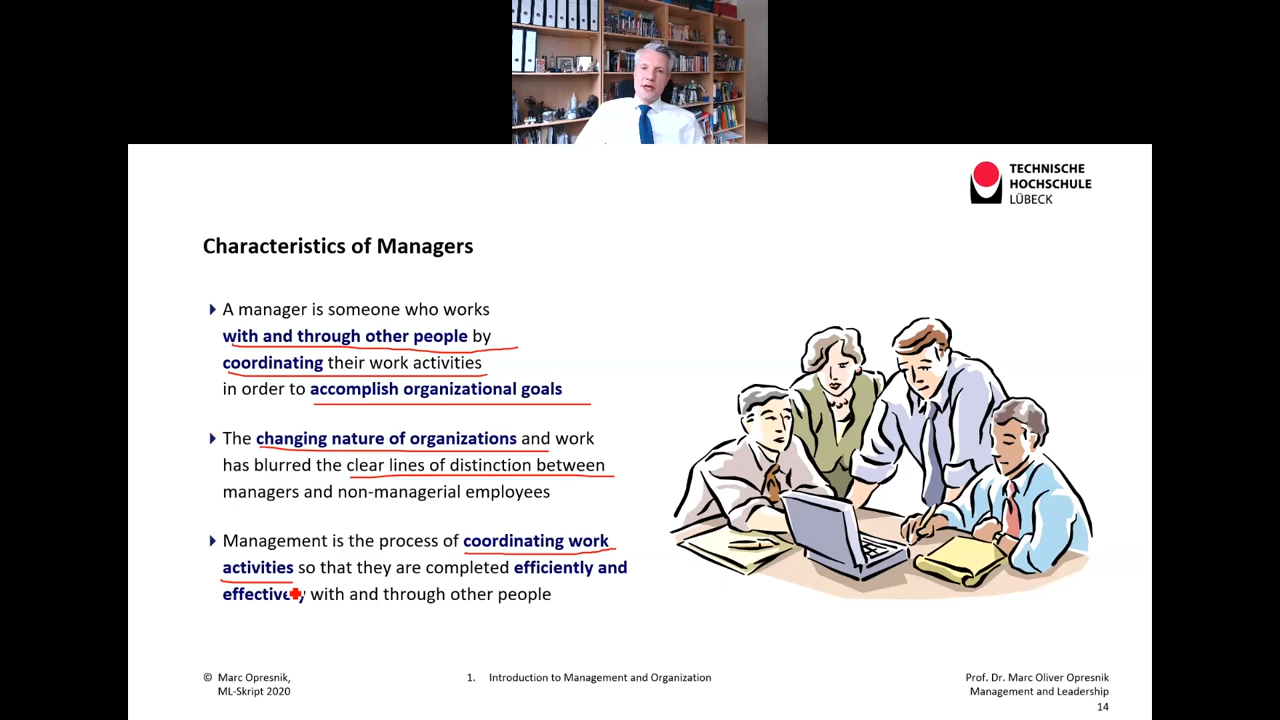 TECHNISCHE
HOCHSCHULE
LÜBECK
Characteristics of Managers
A manager is someone who works
with and through other people by
coordinating their work activities
in order to accomplish organizational goals
The changing nature of organizations and work
has blurred the clear lines of distinction between
managers and non-managerial employees
Management is the process of coordinating work
activities so that they are completed efficiently and
effectively with and through other people
© Marc Opresnik,
ML-Skript 2020
1. Introduction to Management and Organization
Prof. Dr. Marc Oliver Opresnik
Management and Leadership
14